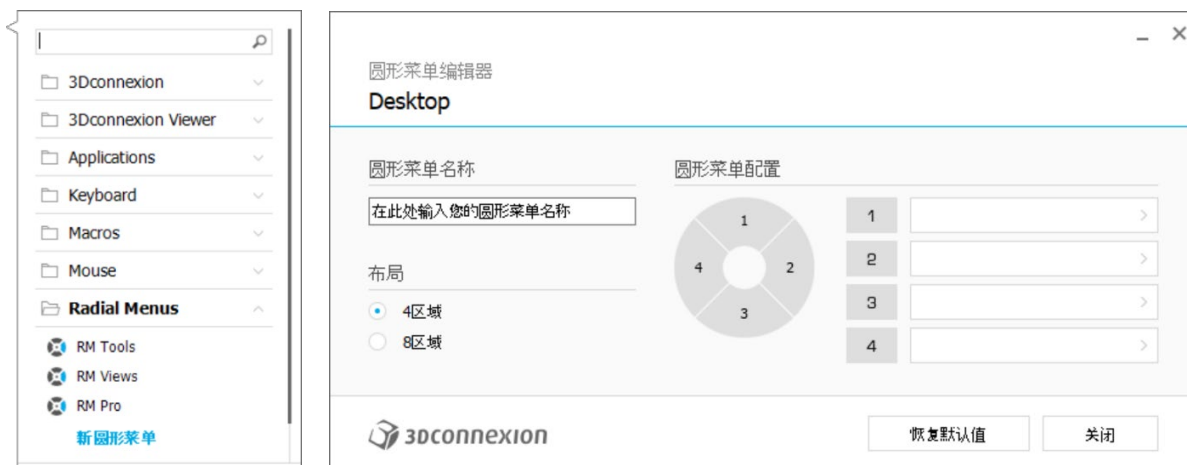 3Dconnexion
3Dconnexion Viewer
Applications
Keyboard
Macros
Mouse
Radial Menus
RM Tools
RM Views
RM Pro
新圆形菜单
圆形菜单编辑器
Desktop
圆形菜单名称
在此处输入您的圆形菜单名称
布局
4区域
8区域
圆形菜单配置
1
4
2
3
1
2
3
4
3Dconnexion
恢复默认值
关闭